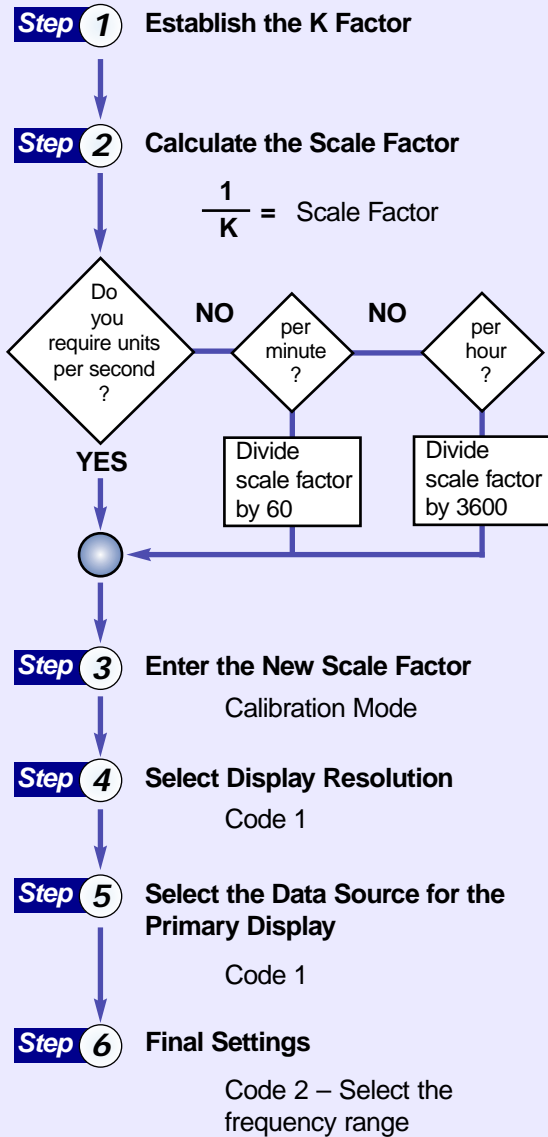 Step 1 Establish the K Factor
Step 2 Calculate the Scale Factor
1
K = Scale Factor
Do
you
require units
per second
?
NO
per
minute
?
NO
per
hour
?
YES
Divide
scale factor
by 60
Divide
scale factor
by 3600
Step 3 Enter the New Scale Factor
Calibration Mode
Step 4 Select Display Resolution
Code 1
Step 5 Select the Data Source for the
Primary Display
Code 1
Step 6 Final Settings
Code 2 – Select the
frequency range